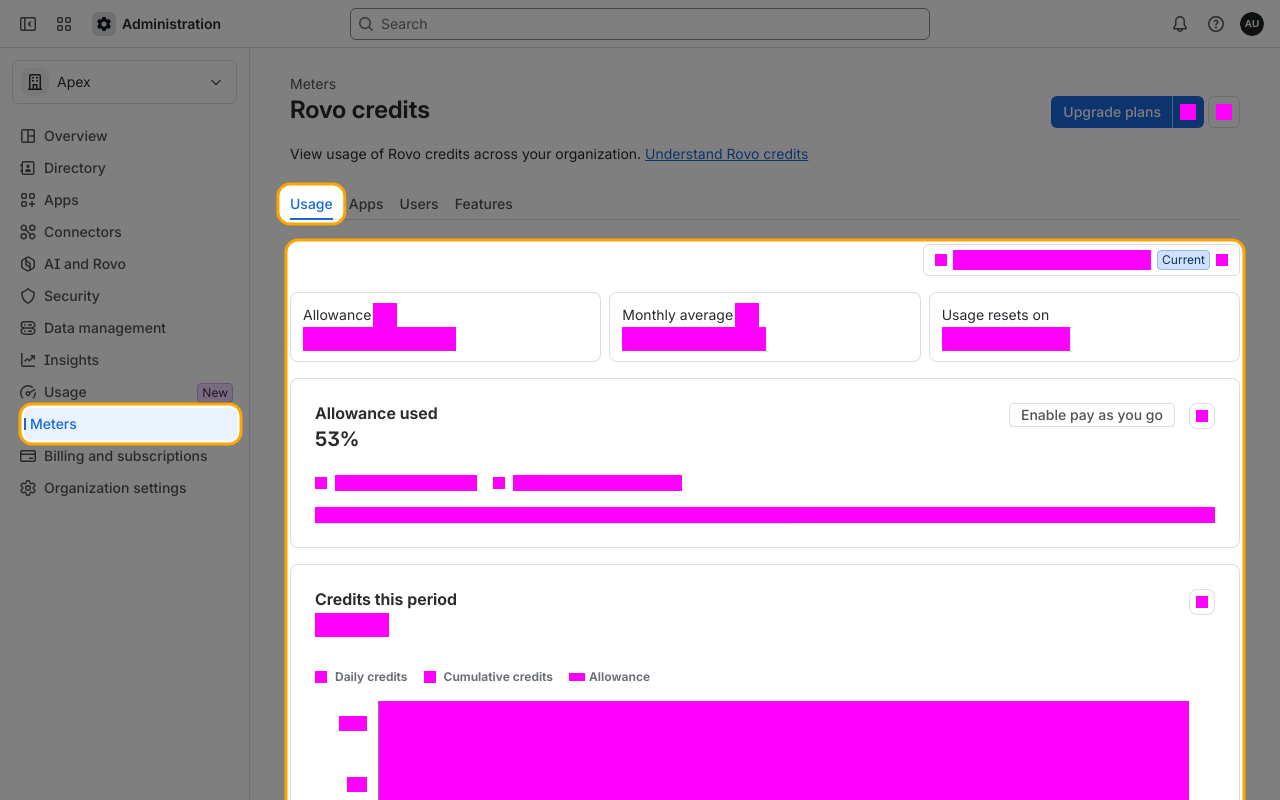 Administration
Search
AU
Apex
Overview
Directory
Apps
Connectors
AI and Rovo
Security
Data management
Insights
Usage New
Meters
Billing and subscriptions
Organization settings
Meters
Rovo credits
Upgrade plans
View usage of Rovo credits across your organization. Understand Rovo credits
Usage Apps Users Features
Current
Allowance
Monthly average
Usage resets on
Allowance used
53%
Enable pay as you go
Credits this period
Daily credits Cumulative credits Allowance